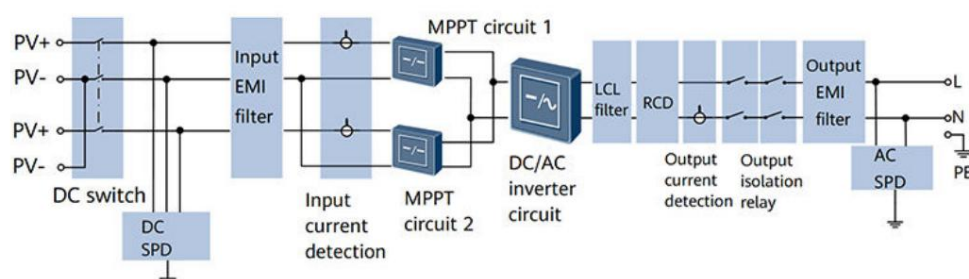 PV+
PV-
PV+
PV-
DC switch
DC
SPD
Input
EMI
filter
Input
current
detection
MPPT circuit 1
MPPT
circuit 2
DC/AC
inverter
circuit
LCL
filter
RCD
Output
current
detection
Output
isolation
relay
Output
EMI
filter
AC
SPD
L
N
PE